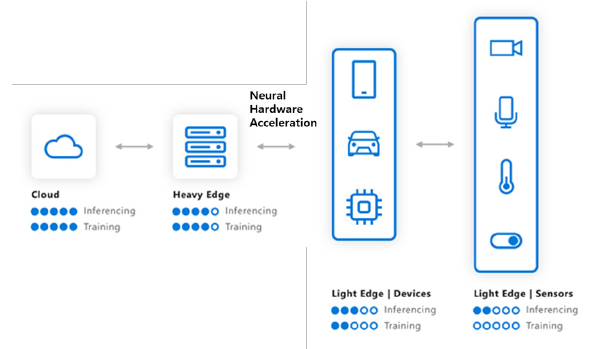 Neural
Hardware
Acceleration
Cloud
Inferencing
Training
Heavy Edge
Inferencing
Training
Light Edge | Devices
Inferencing
Training
Light Edge | Sensors
Inferencing
Training